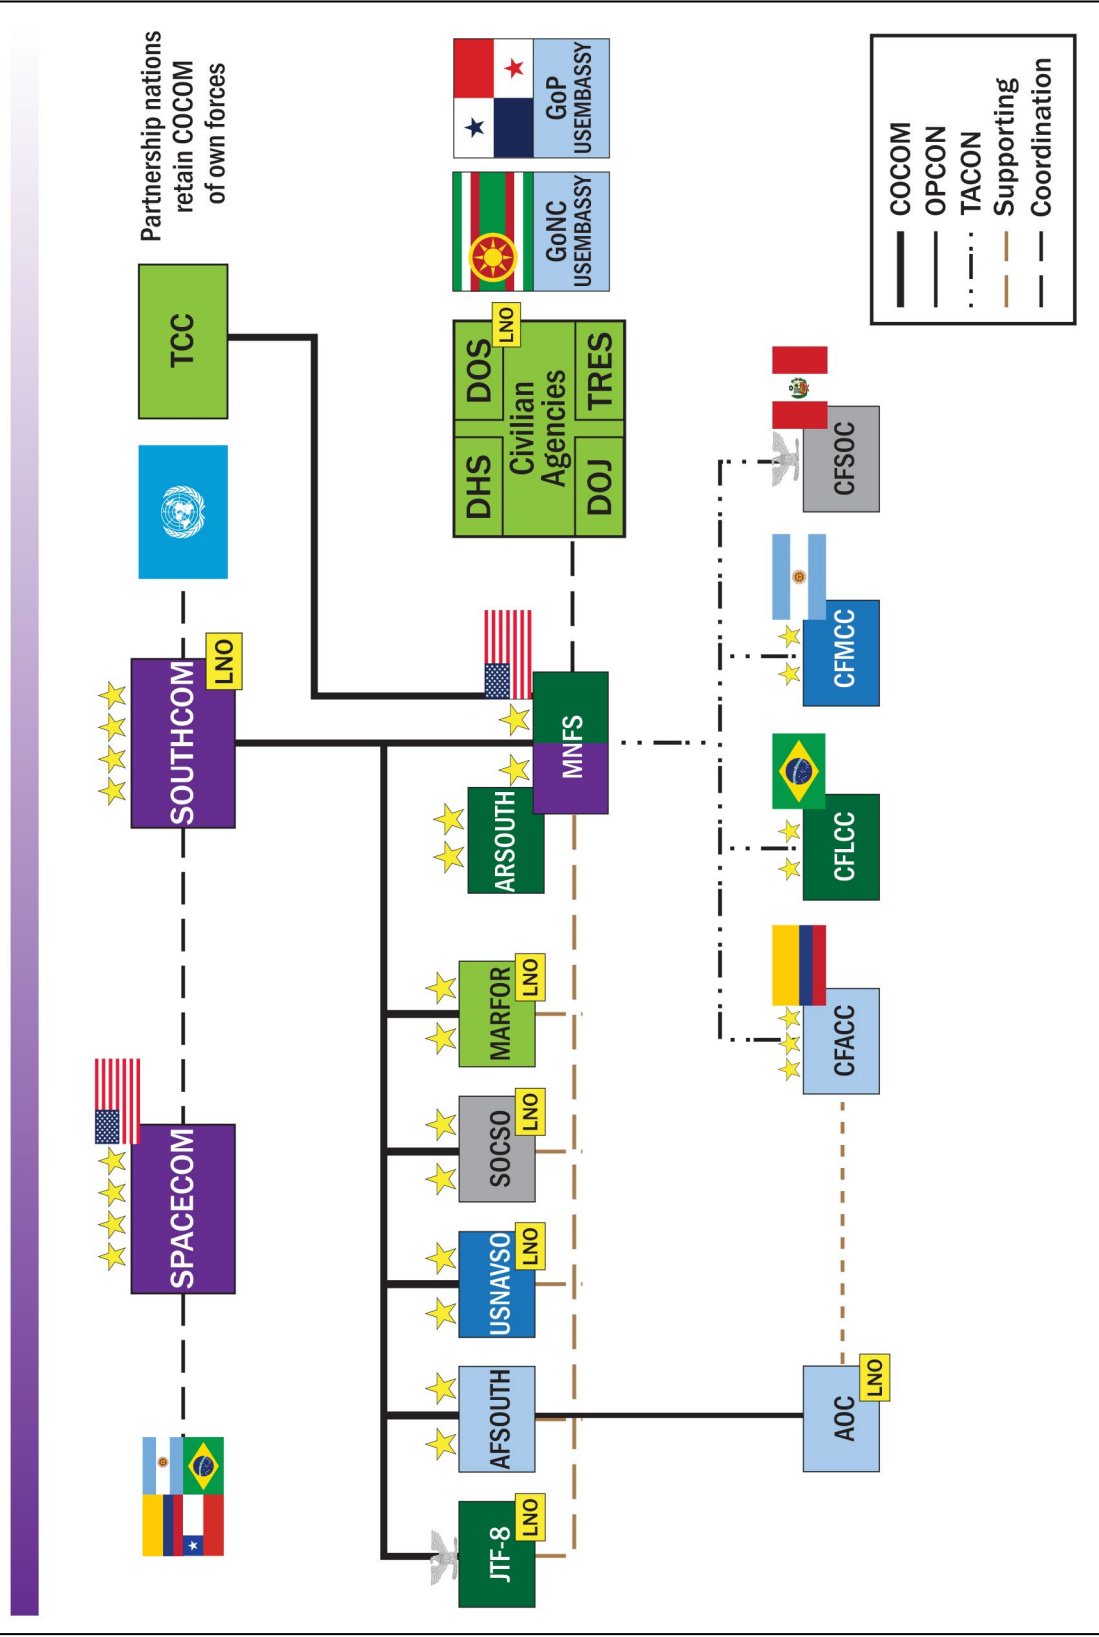 Partnership nations
retain COCOM
of own forces
SPACECOM
SOUTHCOM
LNO
TCC
JTF-8
LNO
AFSOUTH
USNAVSO
LNO
SOCSO
LNO
MARFOR
LNO
ARSOUTH
MNFS
DHS
DOS
LNO
Civilian
Agencies
DOJ
TRES
GoNC
USEMBASSY
GoP
USEMBASSY
AOC
LNO
CFACC
CFLCC
CFMCC
CFSOC
COCOM
OPCON
TACON
Supporting
Coordination